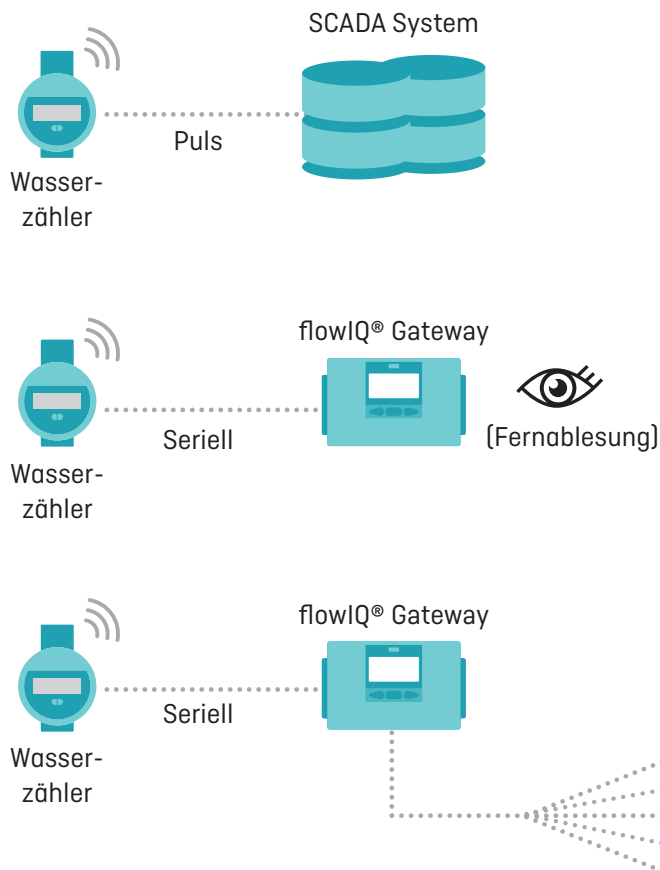 SCADA System
Puls
Wasser-
zähler
flowIQ® Gateway
Seriell
(Fernablesung)
Wasser-
zähler
flowIQ® Gateway
Seriell
Wasser-
zähler